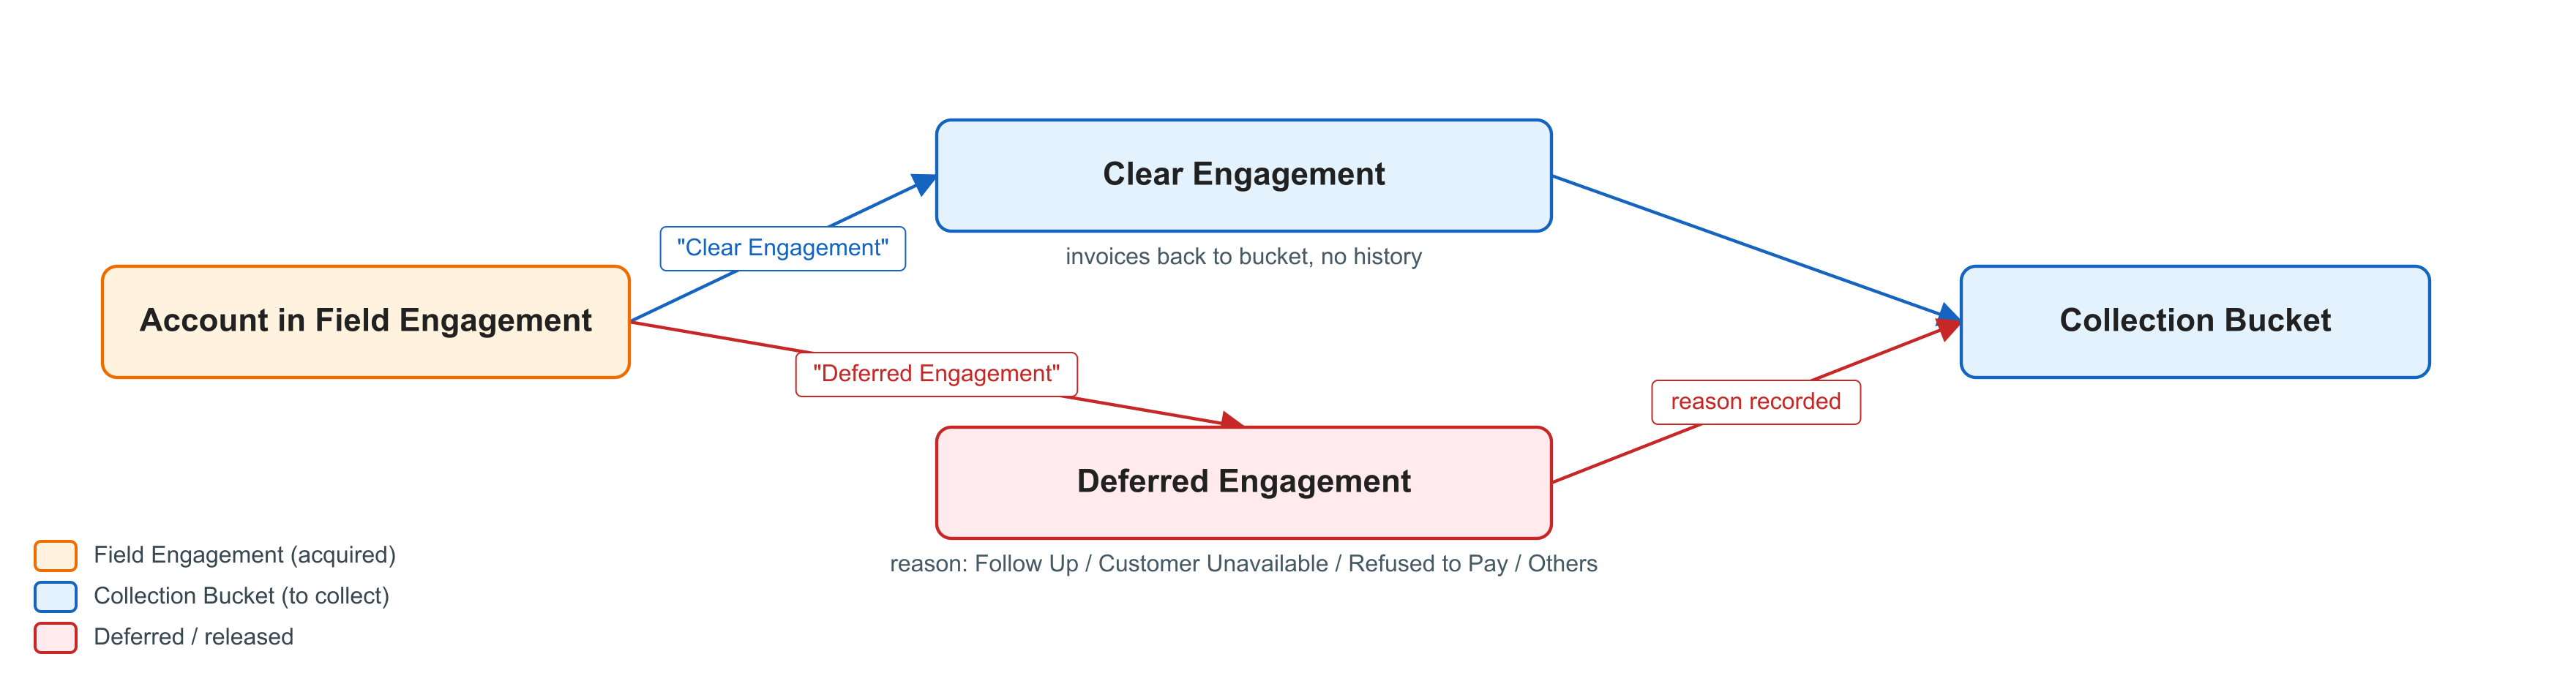 Clear Engagement
"Clear Engagement"
invoices back to bucket, no history
Account in Field Engagement
Collection Bucket
"Deferred Engagement"
reason recorded
Deferred Engagement
reason: Follow Up / Customer Unavailable / Refused to Pay / Others
Field Engagement (acquired)
Collection Bucket (to collect)
Deferred / released